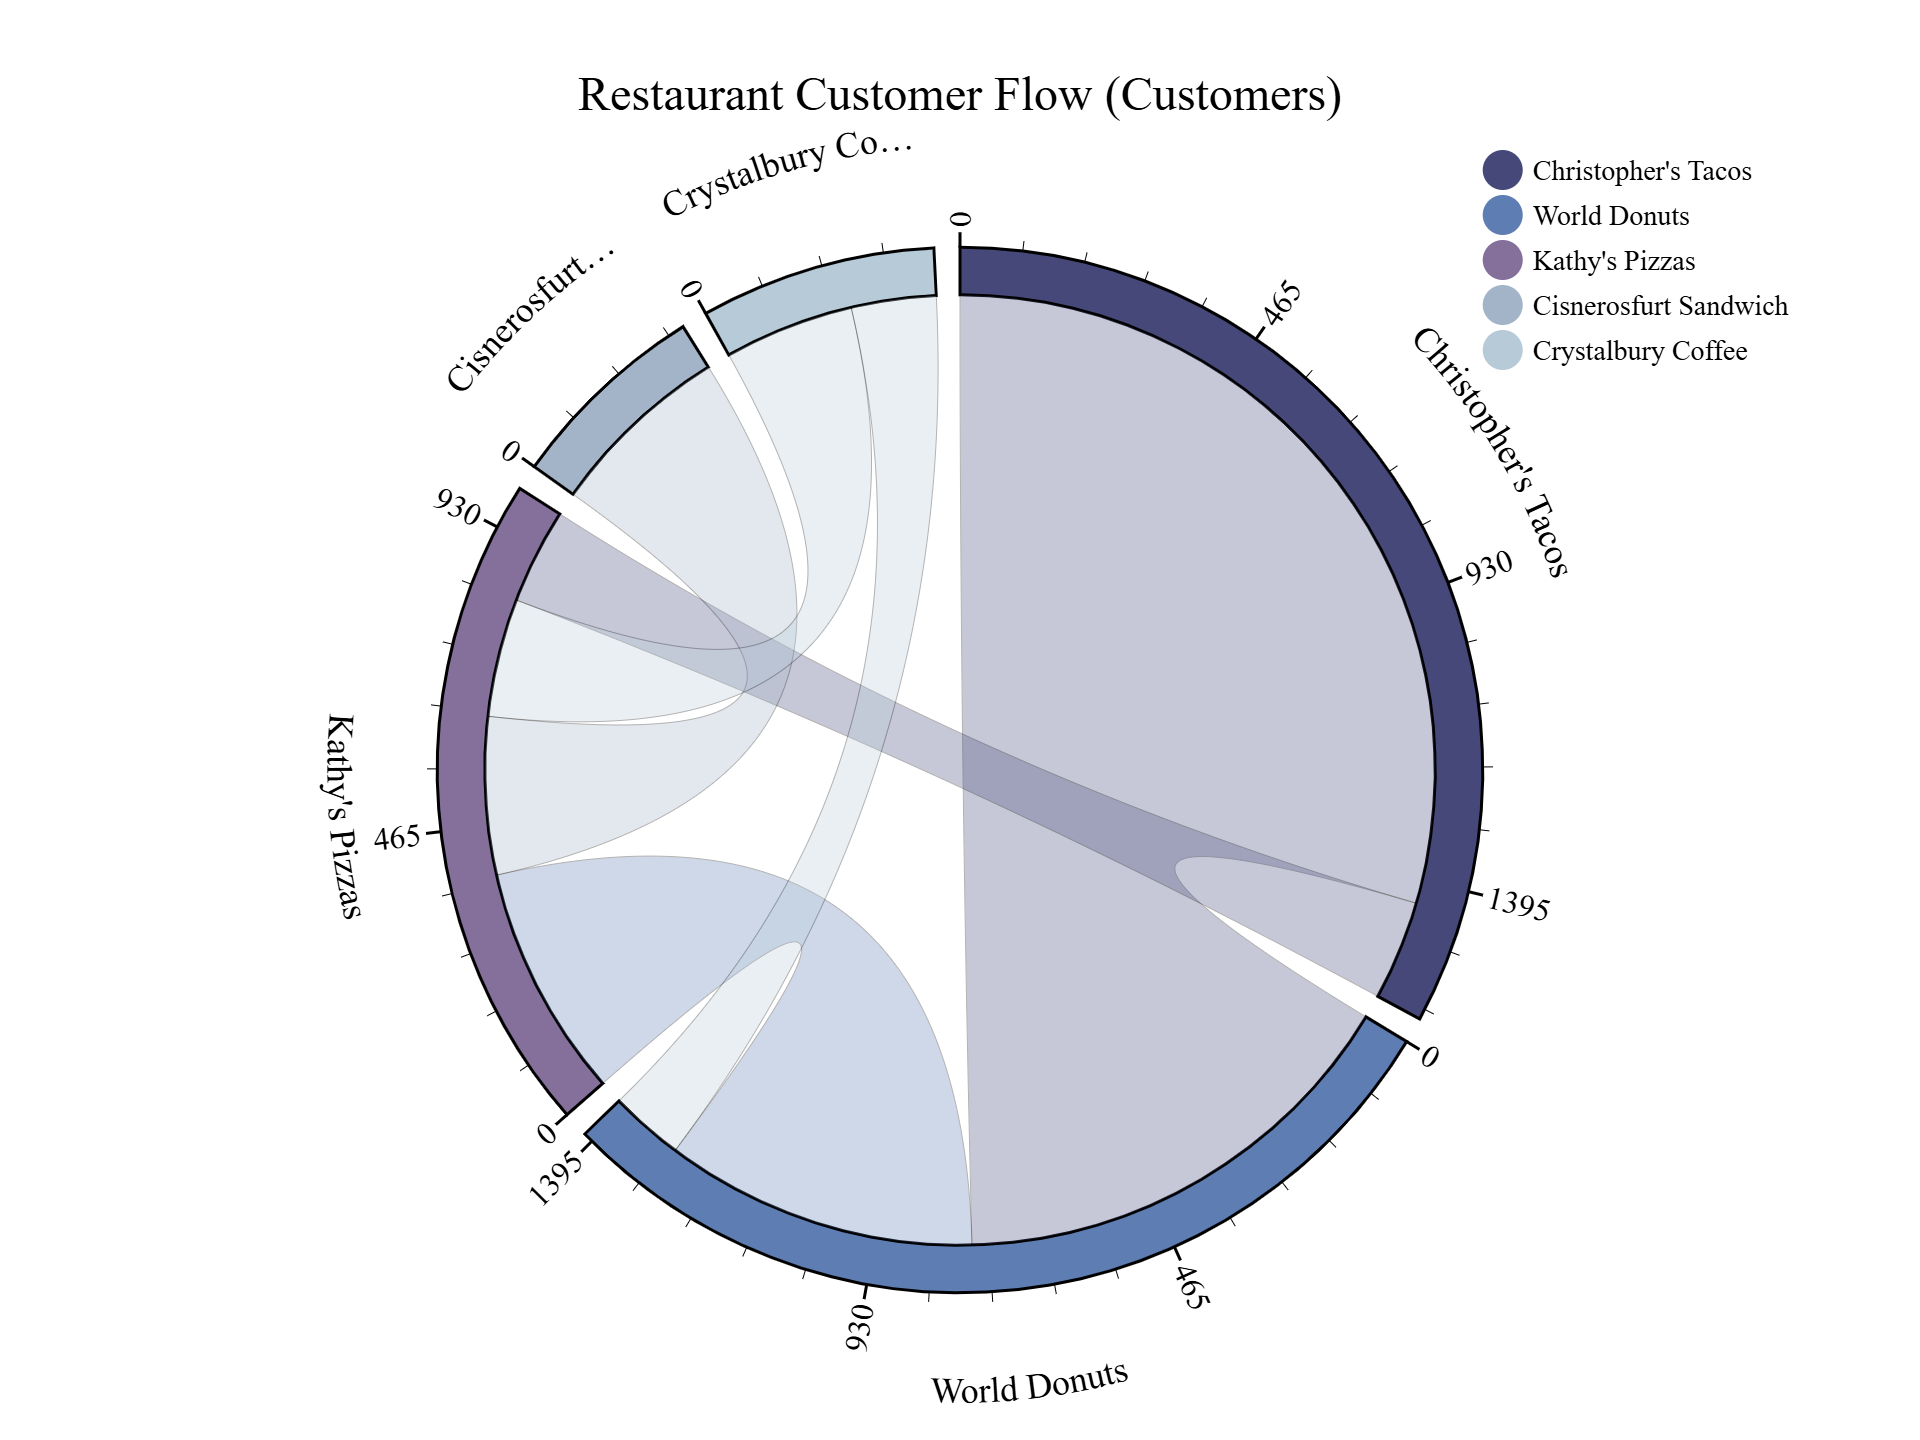 Restaurant Customer Flow (Customers)
Christopher's Tacos
World Donuts
Kathy's Pizzas
Cisnerosfurt Sandwich
Crystalbury Coffee
Crystalbury Co…
Cisnerosfurt…
Christopher's Tacos
World Donuts
Kathy's Pizzas
0
465
930
1395
0
465
930
1395
0
465
930
0
0